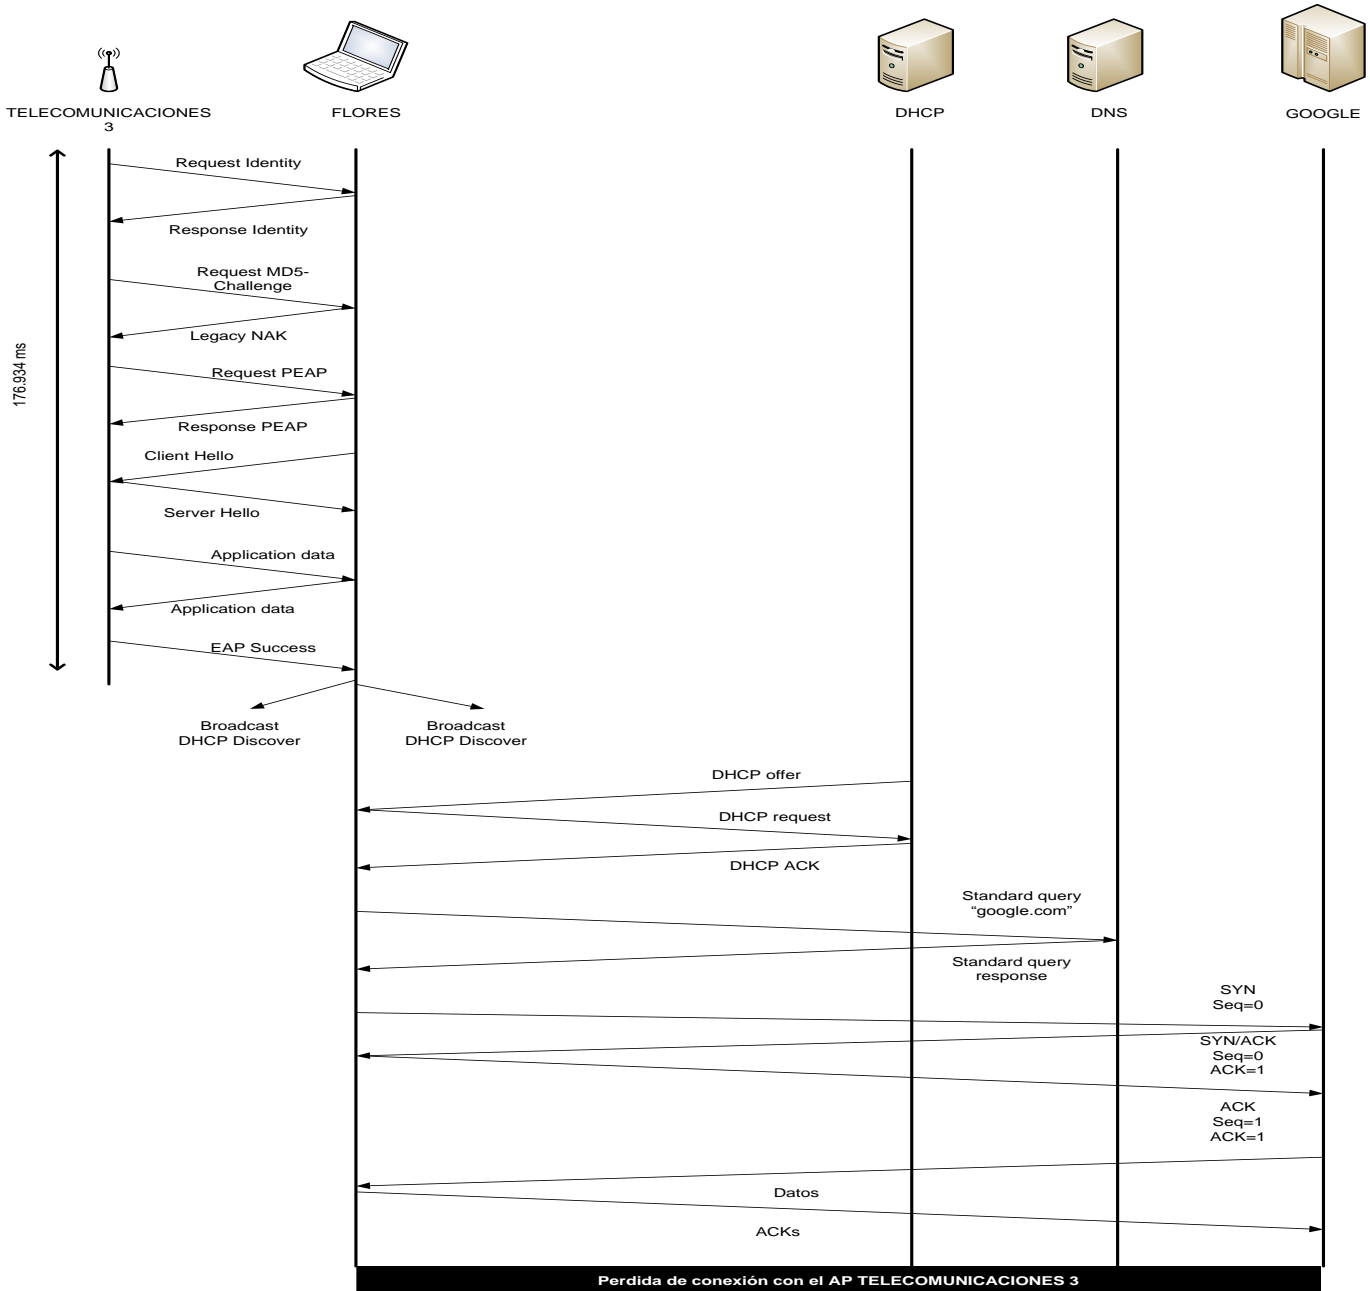 TELECOMUNICACIONES
3
FLORES
DHCP
DNS
GOOGLE
176.934 ms
Request Identity
Response Identity
Request MD5-
Challenge
Legacy NAK
Request PEAP
Response PEAP
Client Hello
Server Hello
Application data
Application data
EAP Success
Broadcast
DHCP Discover
Broadcast
DHCP Discover
DHCP offer
DHCP request
DHCP ACK
Standard query
“google.com”
Standard query
response
SYN
Seq=0
SYN/ACK
Seq=0
ACK=1
ACK
Seq=1
ACK=1
Datos
ACKs
Perdida de conexión con el AP TELECOMUNICACIONES 3